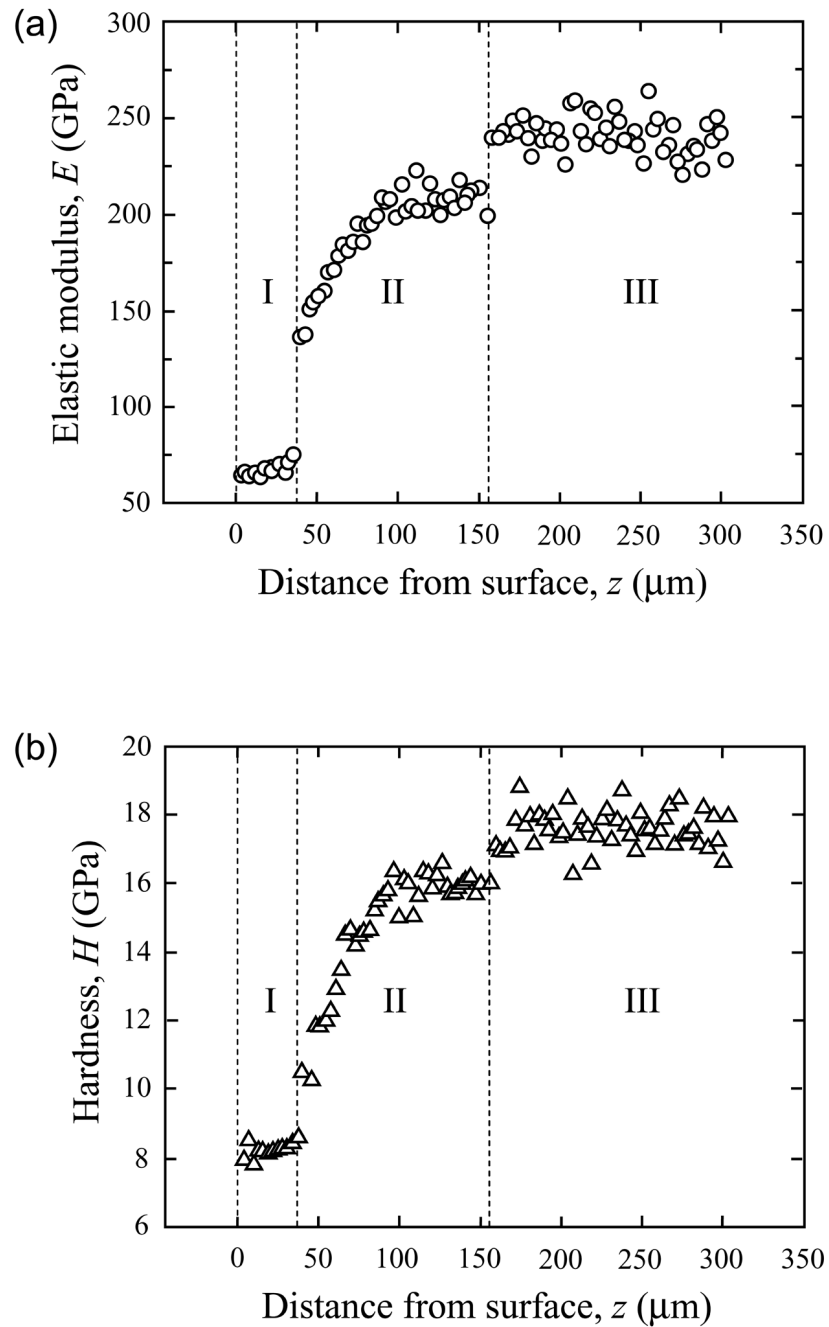 (a)
Elastic modulus, E (GPa)
300
250
200
150
100
50
I
II
III
0
50
100
150
200
250
300
350
Distance from surface, z (μm)
(b)
Hardness, H (GPa)
20
18
16
14
12
10
8
6
I
II
III
0
50
100
150
200
250
300
350
Distance from surface, z (μm)